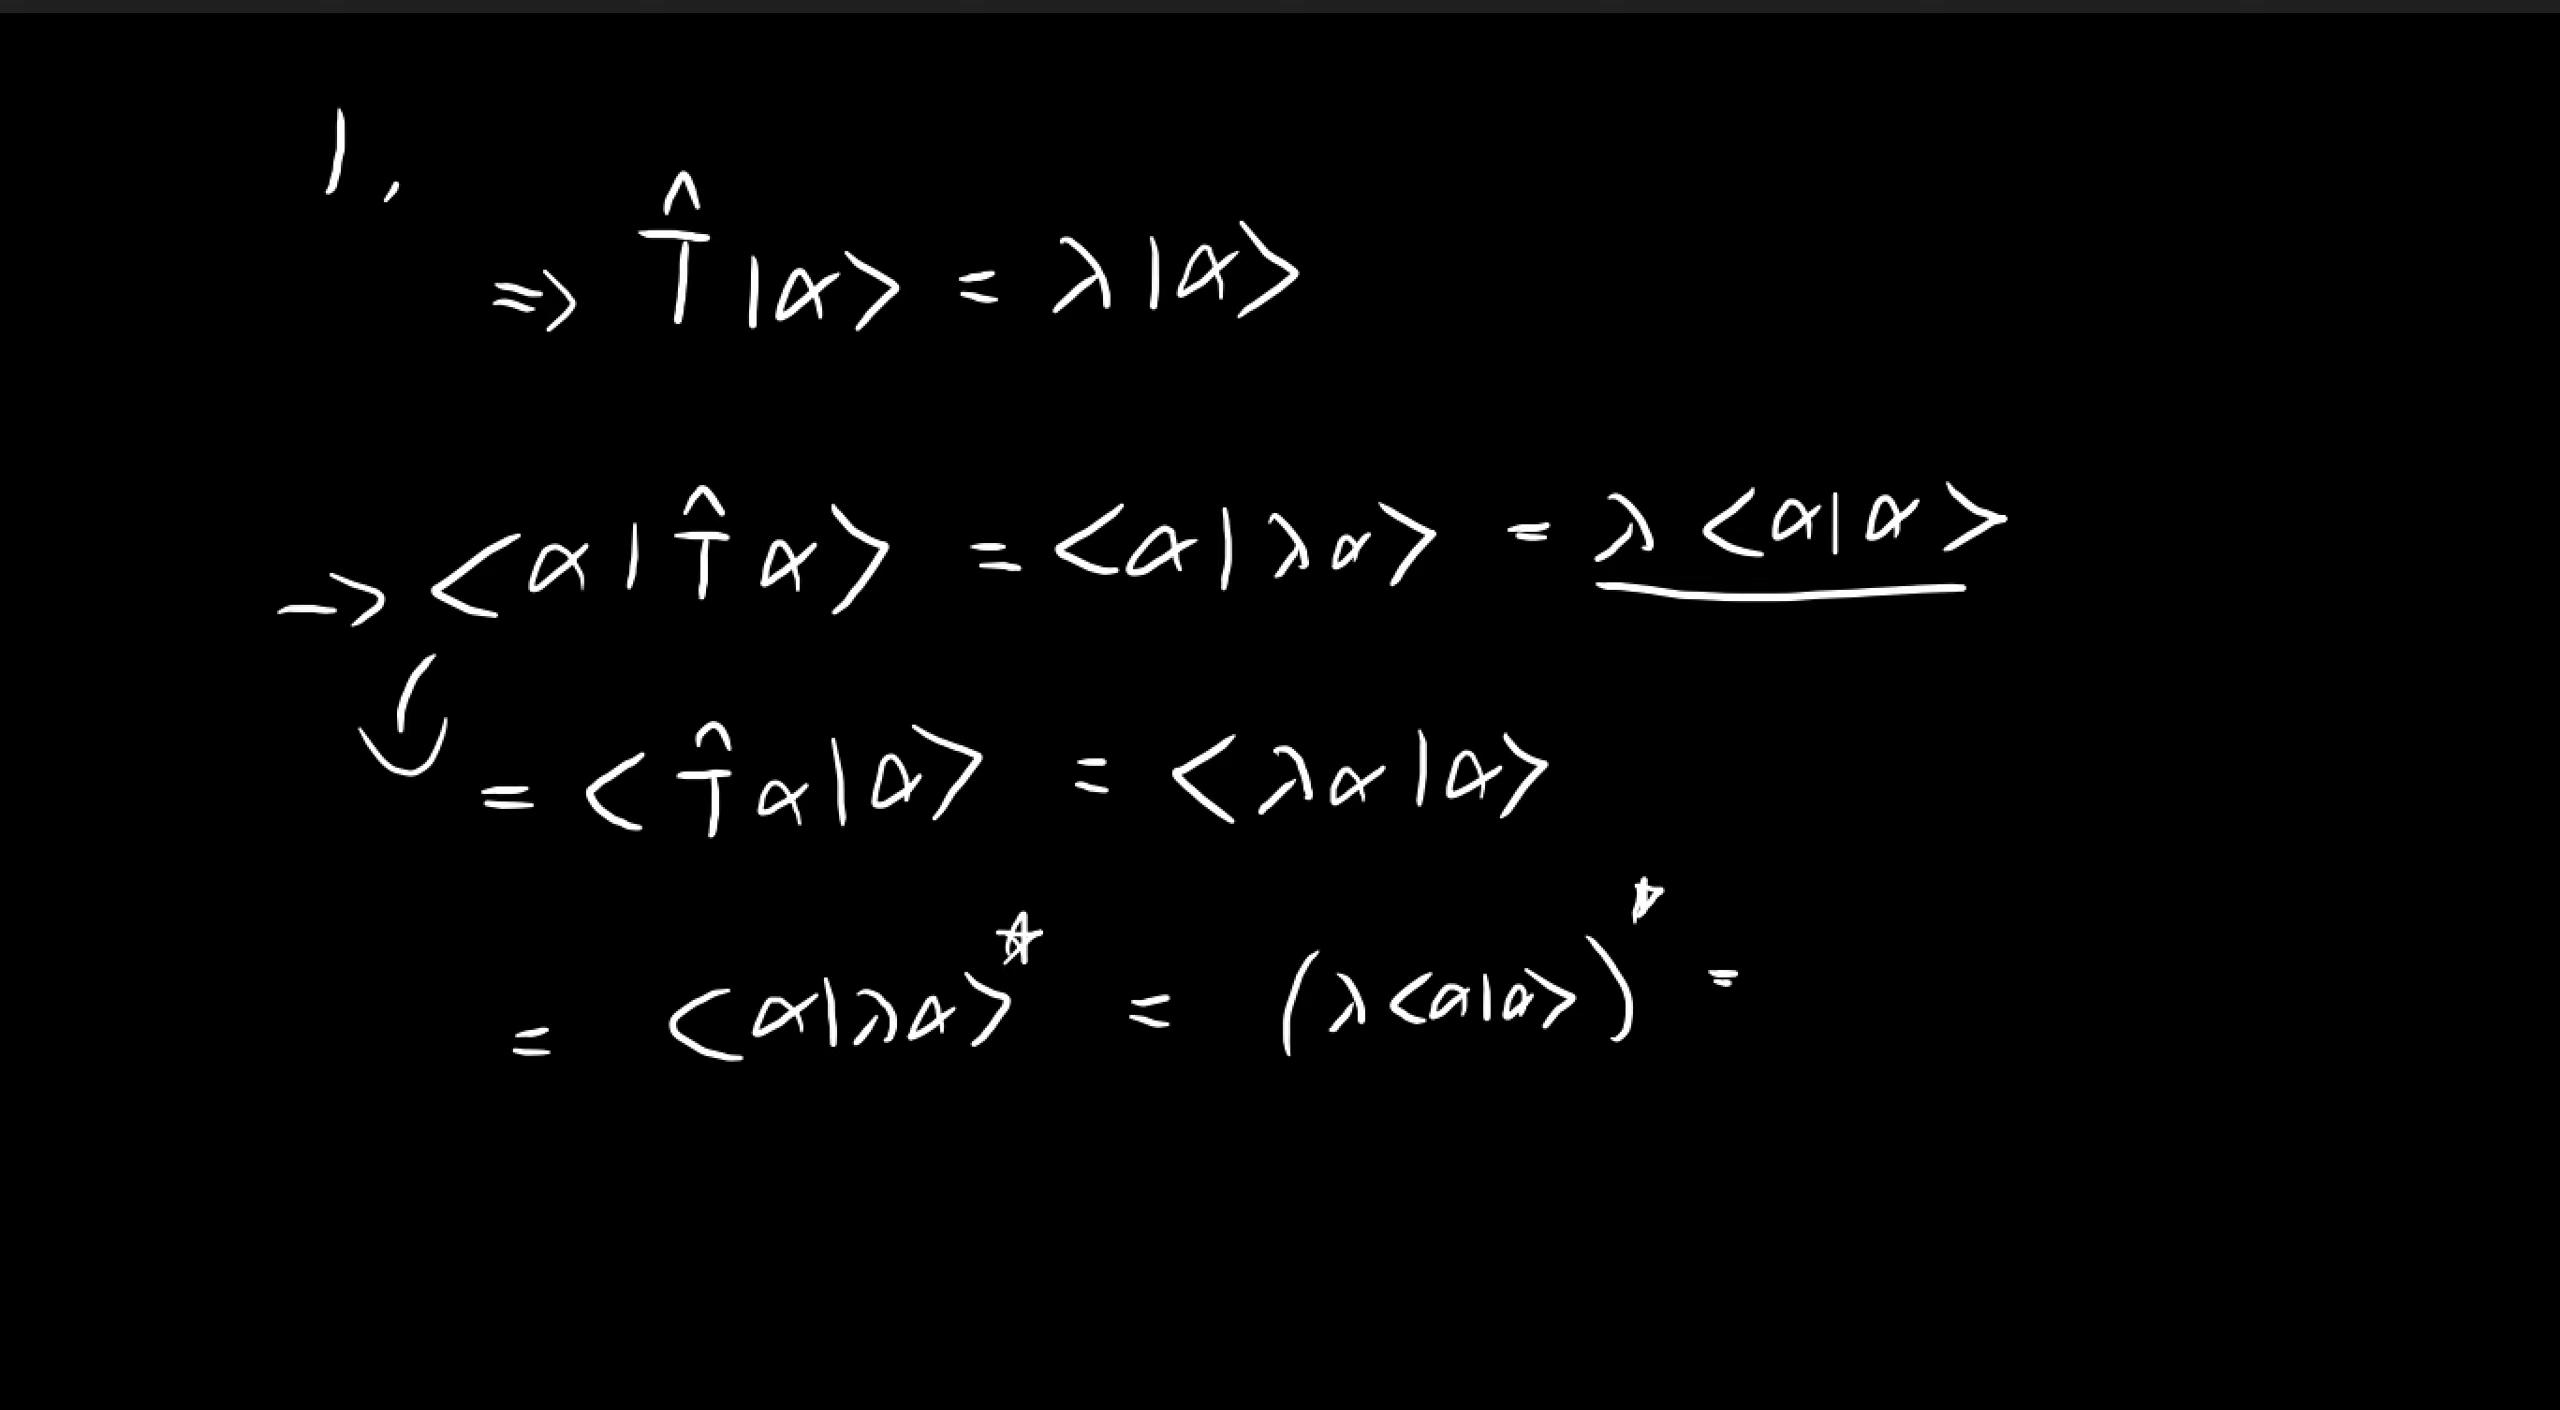 1,
=> T̂ |α> = λ |α>
-> <α | T̂ α> = <α | λα> = λ <α|α>
= <T̂ α|α> = <λα|α>
= <α|λα>* = (λ<α|α>)* =